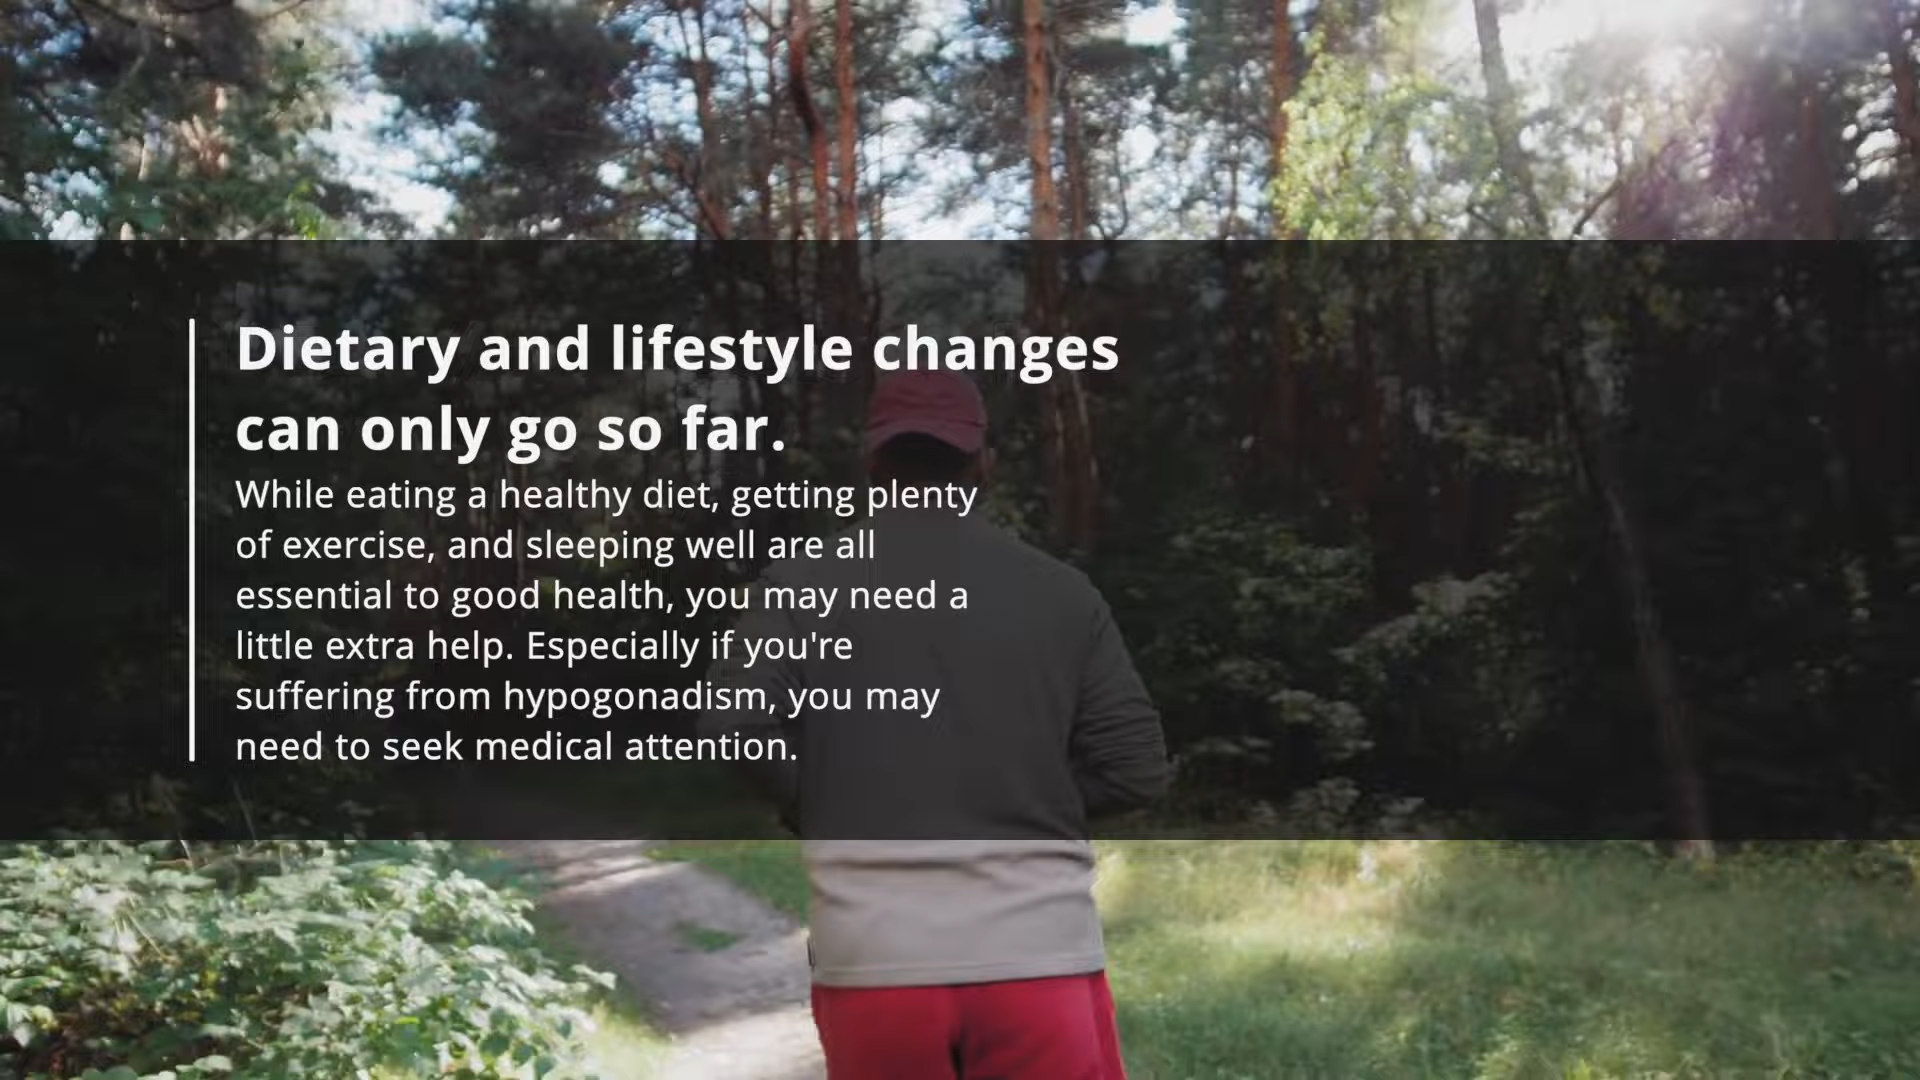 Dietary and lifestyle changes
can only go so far.
While eating a healthy diet, getting plenty
of exercise, and sleeping well are all
essential to good health, you may need a
little extra help. Especially if you're
suffering from hypogonadism, you may
need to seek medical attention.